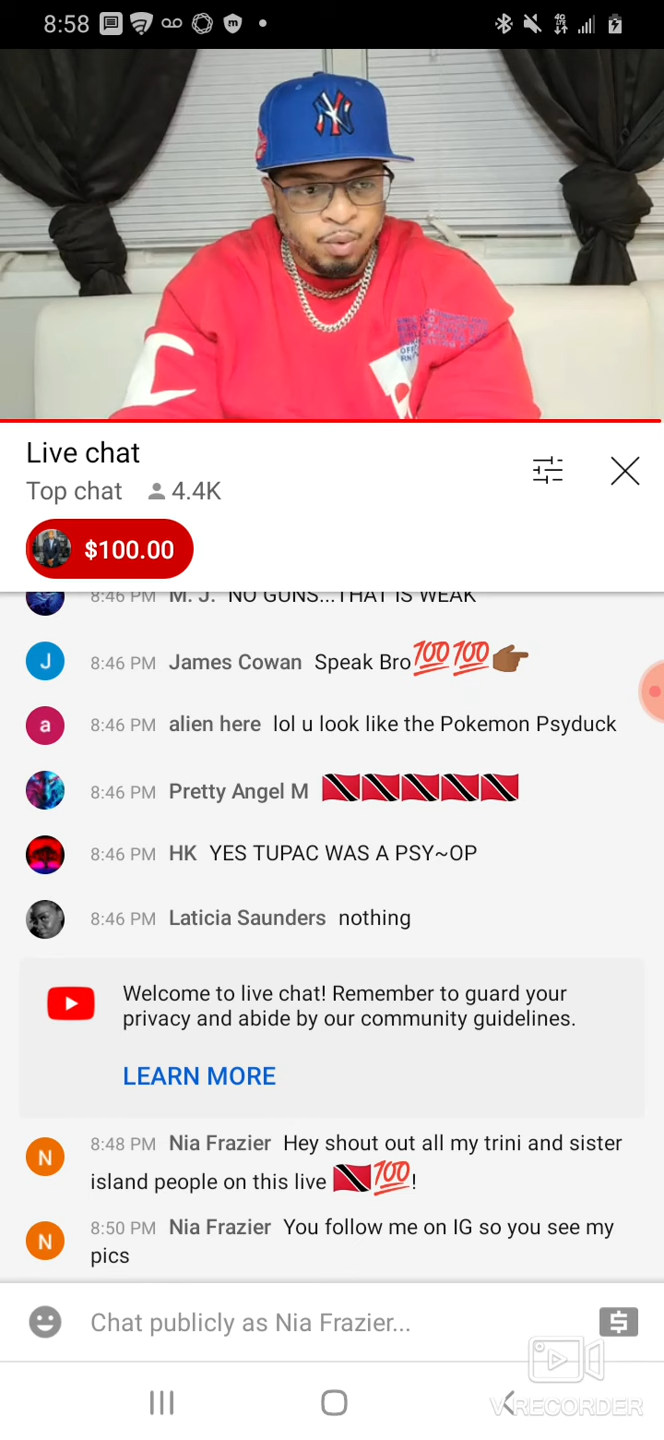 8:58
NY
Live chat
Top chat 4.4K
$100.00
8:46 PM M. J. NO GUNS...THAT IS WEAK
J 8:46 PM James Cowan Speak Bro💯💯👉🏾
a 8:46 PM alien here lol u look like the Pokemon Psyduck
8:46 PM Pretty Angel M 🇹🇹🇹🇹🇹🇹🇹🇹🇹🇹
8:46 PM HK YES TUPAC WAS A PSY~OP
8:46 PM Laticia Saunders nothing
Welcome to live chat! Remember to guard your
privacy and abide by our community guidelines.
LEARN MORE
N 8:48 PM Nia Frazier Hey shout out all my trini and sister
island people on this live 🇹🇹💯!
N 8:50 PM Nia Frazier You follow me on IG so you see my
pics
Chat publicly as Nia Frazier... $
V RECORDER